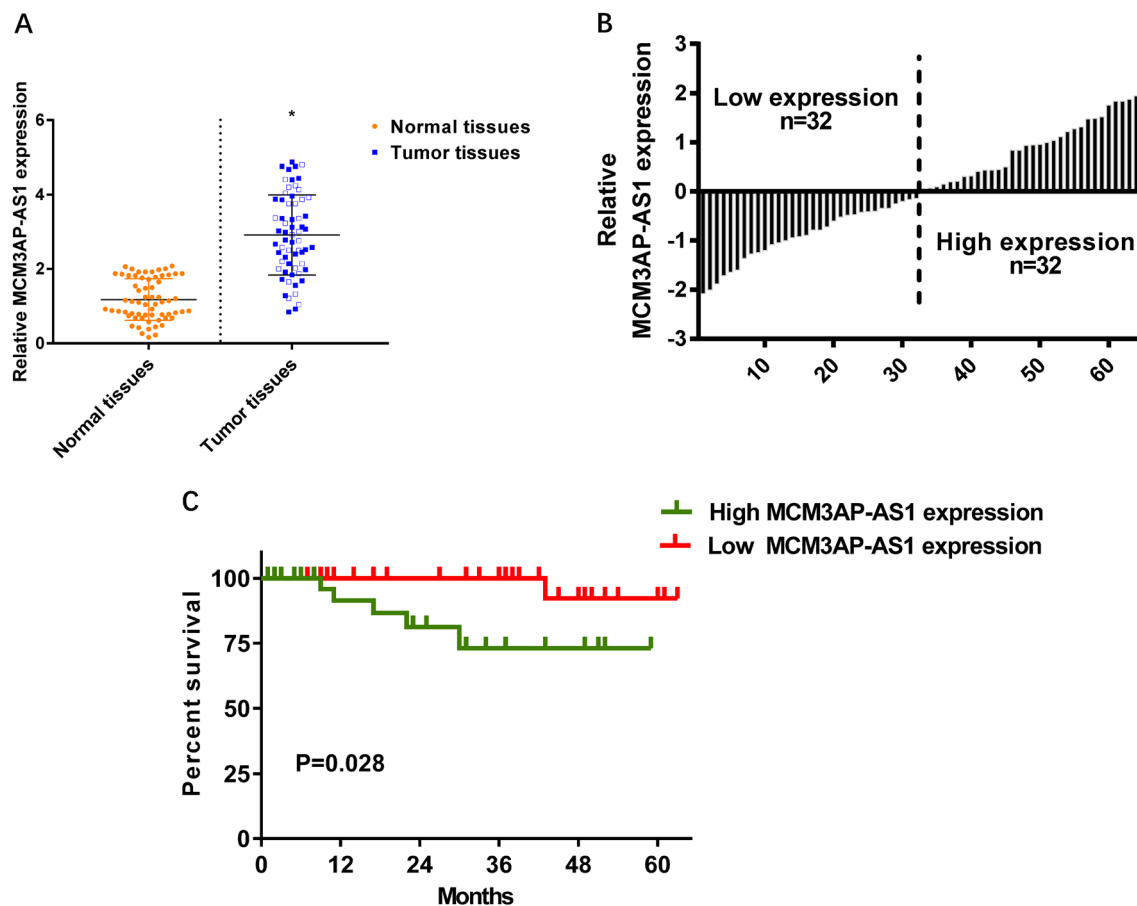 A
Relative MCM3AP-AS1 expression
6
4
2
0
*
Normal tissues
Tumor tissues
Normal tissues
Tumor tissues
B
Relative
MCM3AP-AS1 expression
3
2
1
0
-1
-2
-3
Low expression
n=32
High expression
n=32
10
20
30
40
50
60
C
High MCM3AP-AS1 expression
Low MCM3AP-AS1 expression
Percent survival
100
75
50
25
0
P=0.028
0
12
24
36
48
60
Months